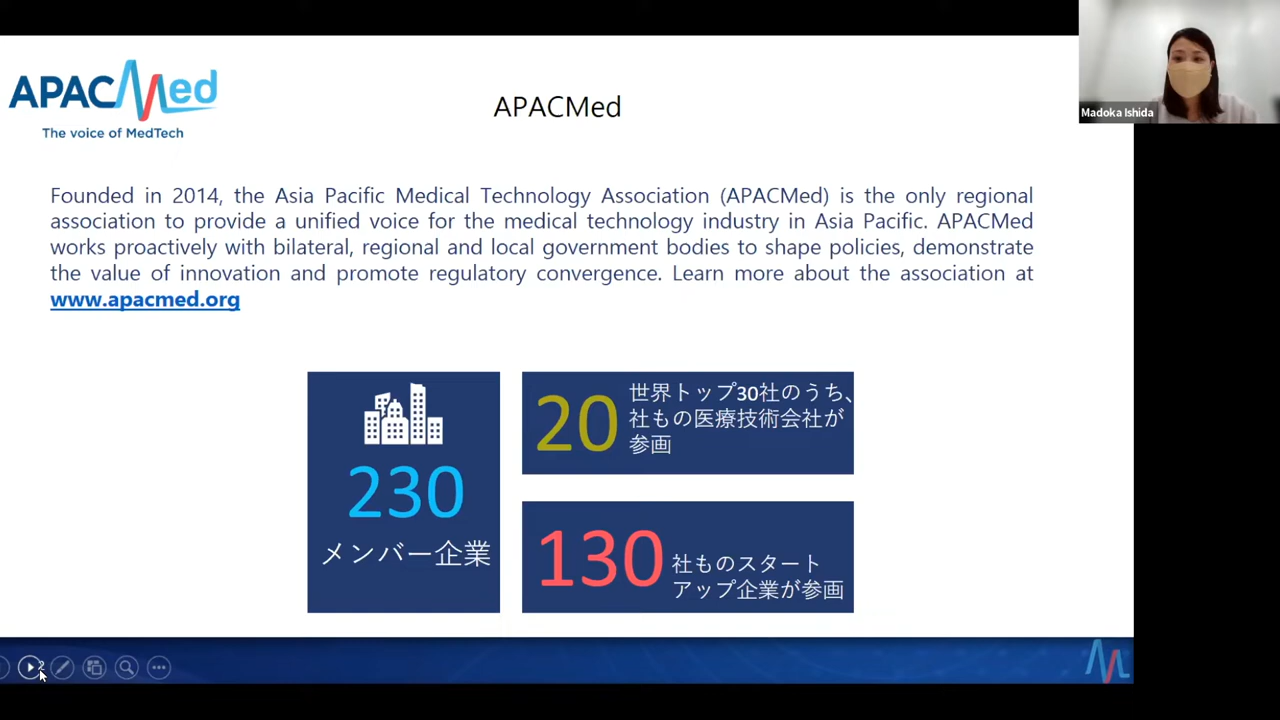 APACMed
The voice of MedTech
APACMed
Madoka Ishida
Founded in 2014, the Asia Pacific Medical Technology Association (APACMed) is the only regional
association to provide a unified voice for the medical technology industry in Asia Pacific. APACMed
works proactively with bilateral, regional and local government bodies to shape policies, demonstrate
the value of innovation and promote regulatory convergence. Learn more about the association at
www.apacmed.org
230
メンバー企業
20
世界トップ30社のうち、
社もの医療技術会社が
参画
130
社ものスタート
アップ企業が参画
2